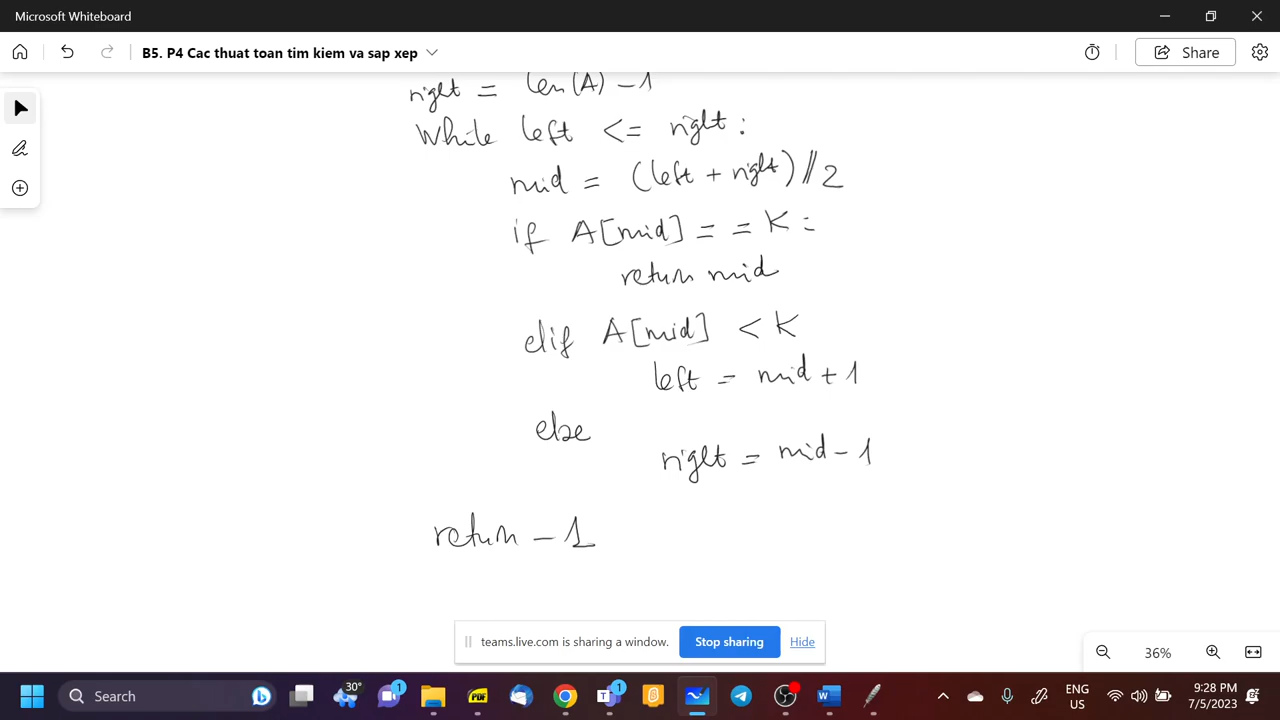 Microsoft Whiteboard
B5. P4 Cac thuat toan tim kiem va sap xep
Share
right = len(A) - 1
While left <= right:
mid = (left + right) // 2
if A[mid] = = K :
return mid
elif A[mid] < K
left = mid + 1
else
right = mid - 1
return - 1
teams.live.com is sharing a window.
Stop sharing
Hide
36%
Search
30°
1
PDF
1
ENG
US
9:28 PM
7/5/2023